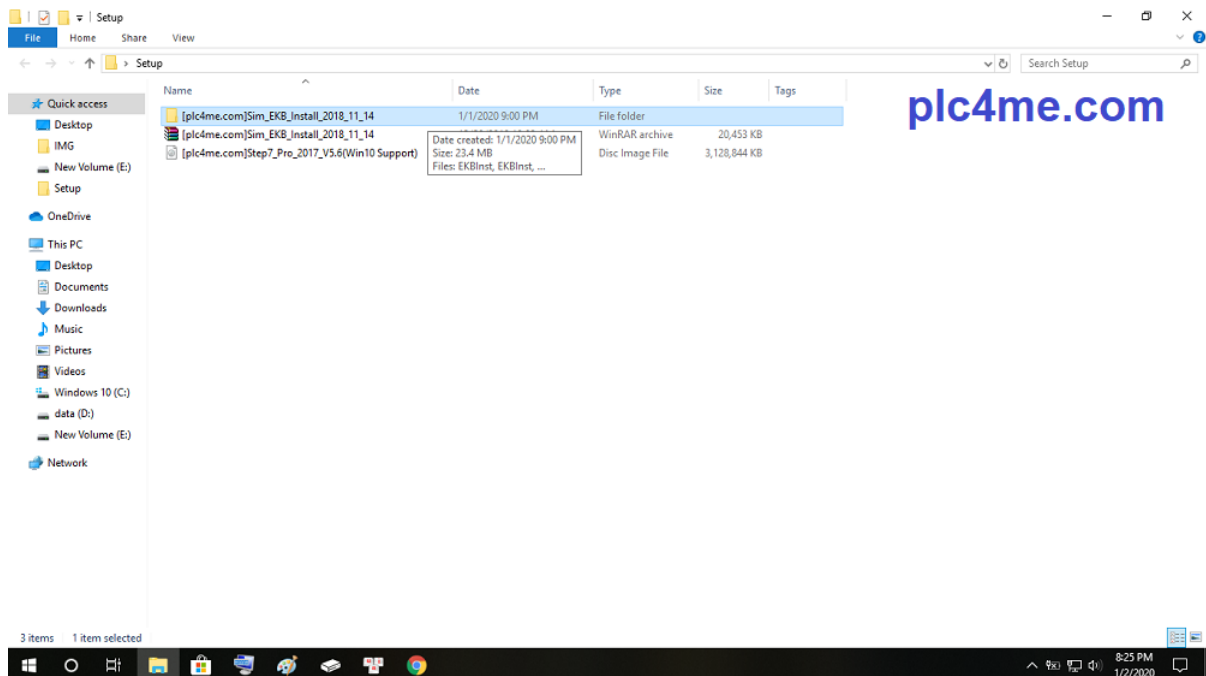 Setup
File Home Share View
Setup
Search Setup
plc4me.com
Name Date Type Size Tags
[plc4me.com]Sim_EKB_Install_2018_11_14 1/1/2020 9:00 PM File folder
[plc4me.com]Sim_EKB_Install_2018_11_14 WinRAR archive 20,453 KB
[plc4me.com]Step7_Pro_2017_V5.6(Win10 Support) Disc Image File 3,128,844 KB
Date created: 1/1/2020 9:00 PM
Size: 23.4 MB
Files: EKBInst, EKBInst, ...
Quick access
Desktop
IMG
New Volume (E:)
Setup
OneDrive
This PC
Desktop
Documents
Downloads
Music
Pictures
Videos
Windows 10 (C:)
data (D:)
New Volume (E:)
Network
3 items 1 item selected
8:25 PM
1/2/2020